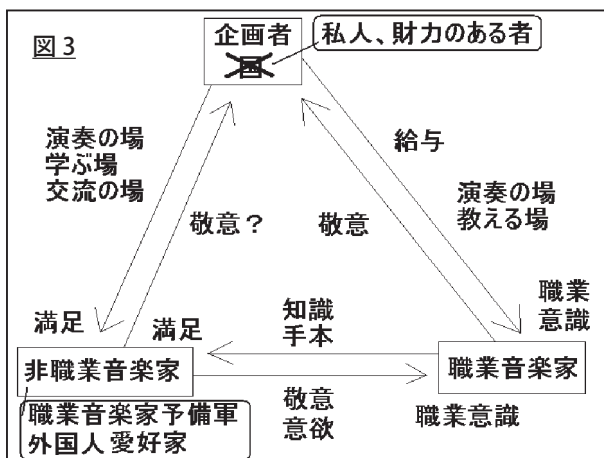 図3
企画者
国
私人、財力のある者
演奏の場
学ぶ場
交流の場
給与
演奏の場
教える場
敬意?
敬意
職業
意識
満足
満足
知識
手本
非職業音楽家
職業音楽家
敬意
意欲
職業意識
職業音楽家予備軍
外国人愛好家